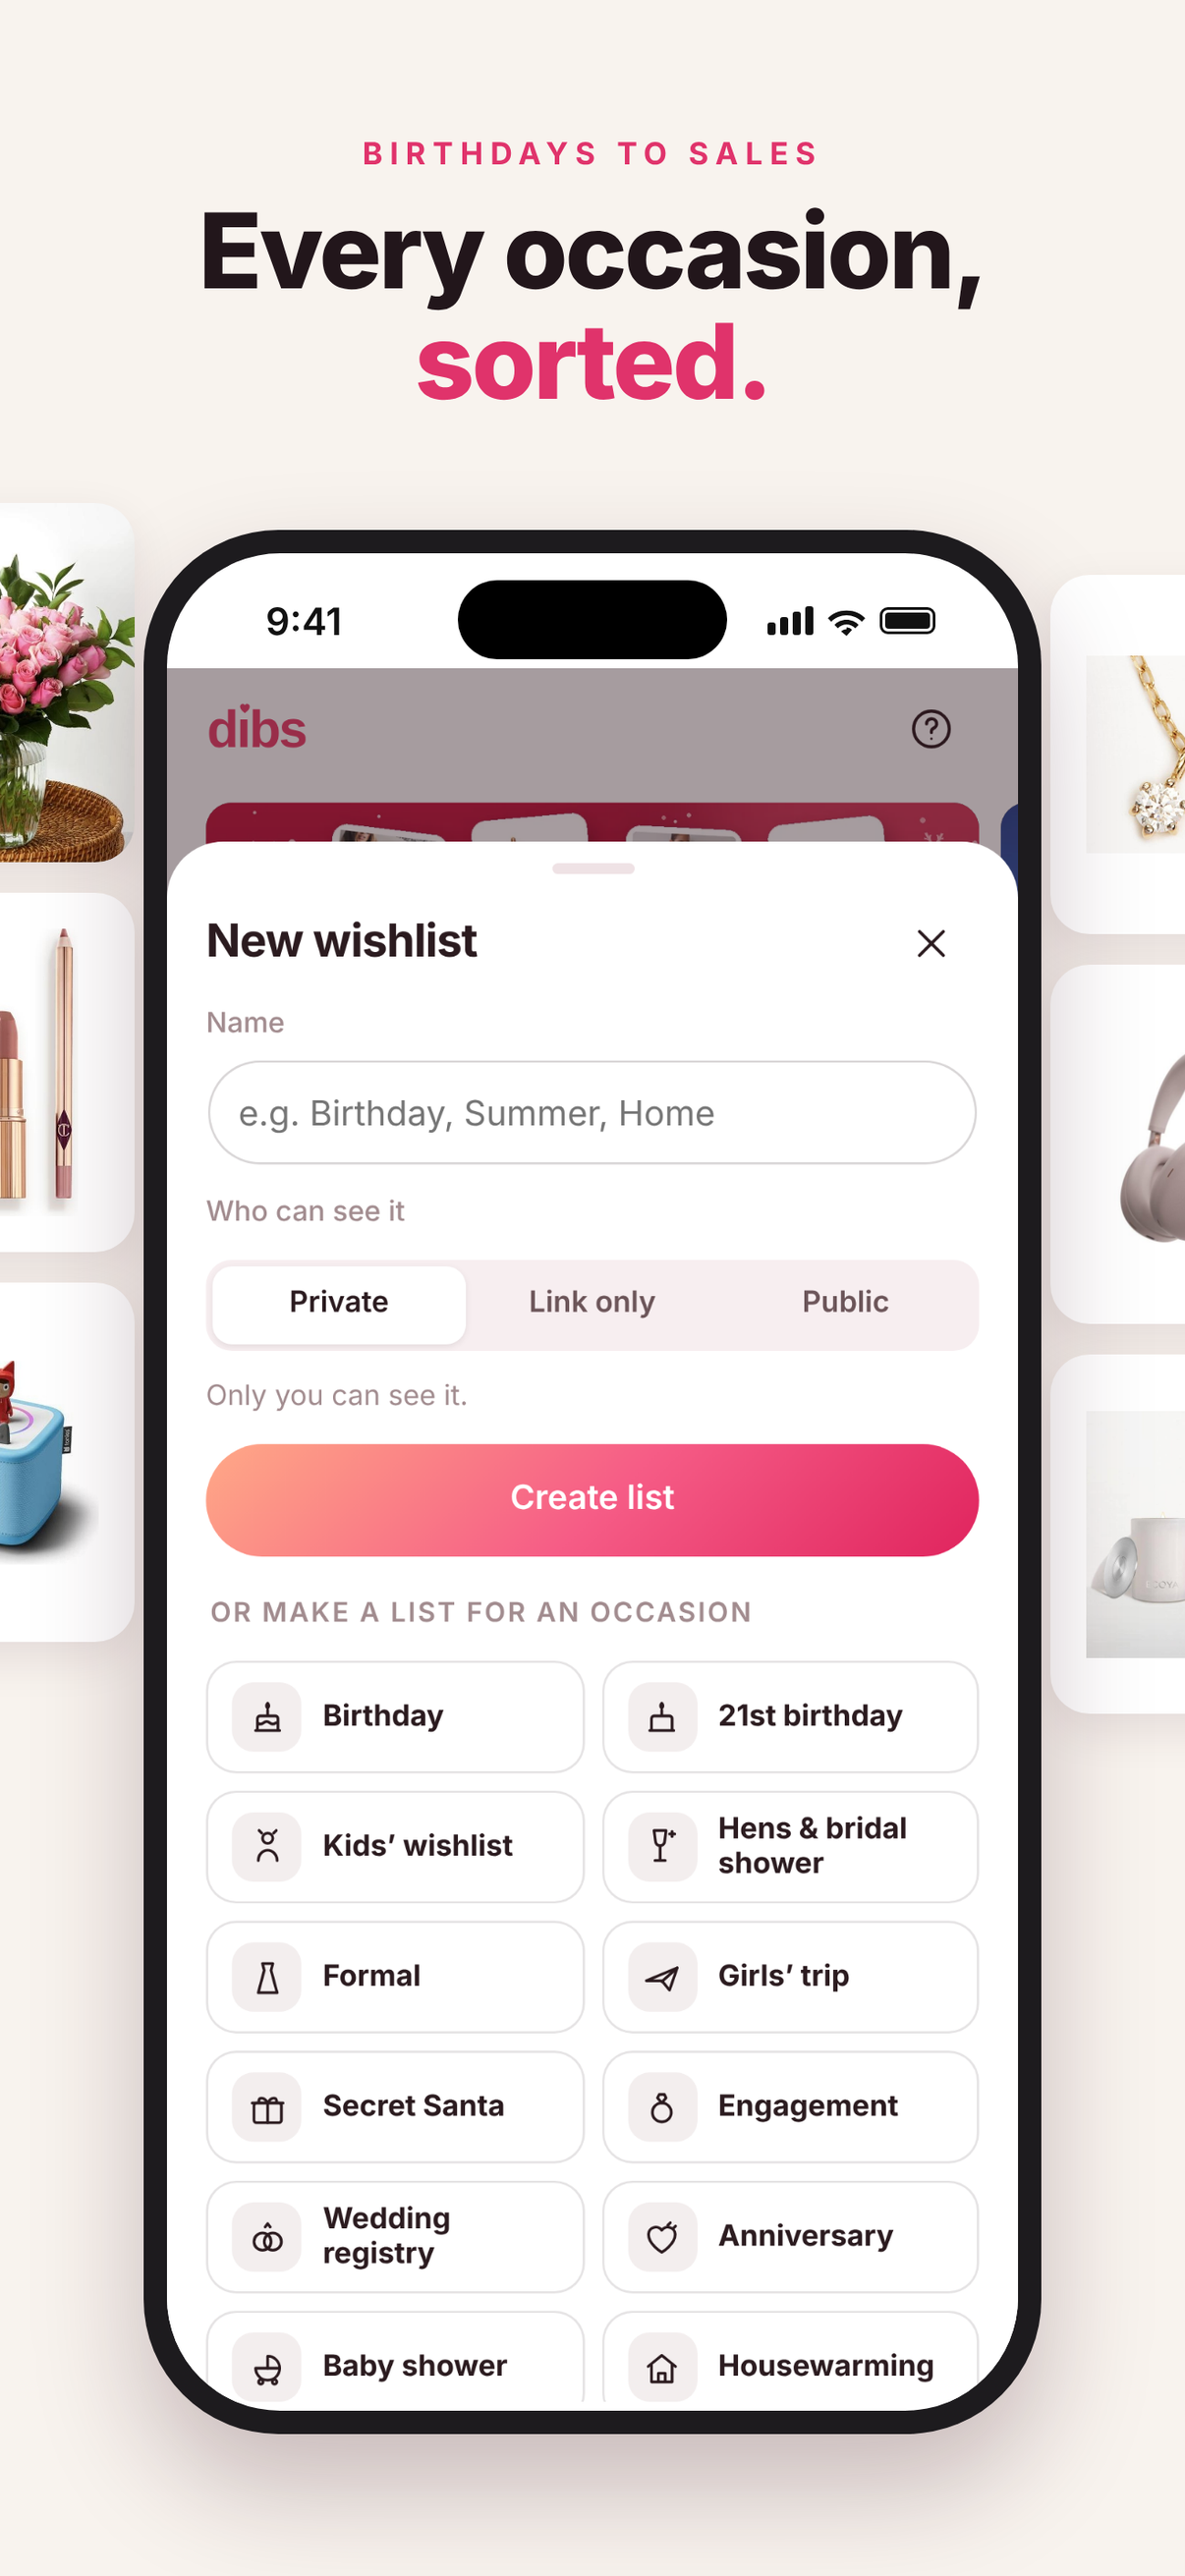 BIRTHDAYS TO SALES
Every occasion,
sorted.
9:41
dibs
New wishlist
Name
e.g. Birthday, Summer, Home
Who can see it
Private
Link only
Public
Only you can see it.
Create list
OR MAKE A LIST FOR AN OCCASION
Birthday
21st birthday
Kids’ wishlist
Hens & bridal
shower
Formal
Girls’ trip
Secret Santa
Engagement
Wedding
registry
Anniversary
Baby shower
Housewarming